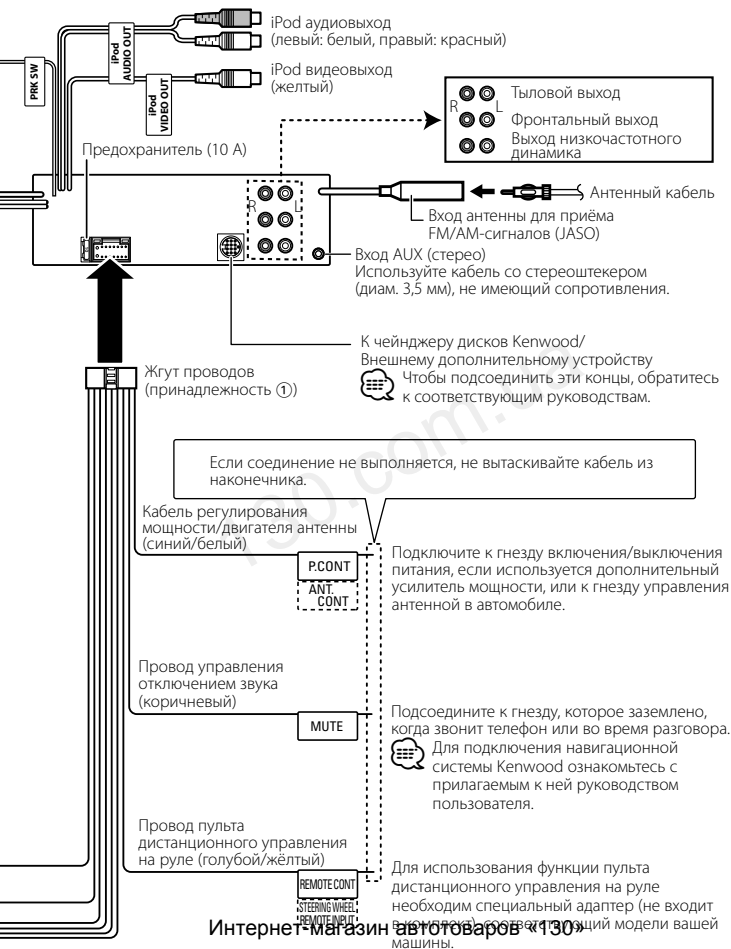 iPod аудиовыход
(левый: белый, правый: красный)
iPod
AUDIO OUT
iPod видеовыход
(желтый)
iPod
VIDEO OUT
PRK SW
Тыловой выход
R L
Фронтальный выход
Выход низкочастотного
динамика
Предохранитель (10 А)
R L
Антенный кабель
Вход антенны для приёма
FM/AM-сигналов (JASO)
Вход AUX (стерео)
Используйте кабель со стереоштекером
(диам. 3,5 мм), не имеющий сопротивления.
К чейнджеру дисков Kenwood/
Внешнему дополнительному устройству
Чтобы подсоединить эти концы, обратитесь
к соответствующим руководствам.
Жгут проводов
(принадлежность ①)
130.com.ua
Если соединение не выполняется, не вытаскивайте кабель из
наконечника.
Кабель регулирования
мощности/двигателя антенны
(синий/белый)
P.CONT
ANT.
CONT
Подключите к гнезду включения/выключения
питания, если используется дополнительный
усилитель мощности, или к гнезду управления
антенной в автомобиле.
Провод управления
отключением звука
(коричневый)
MUTE
Подсоедините к гнезду, которое заземлено,
когда звонит телефон или во время разговора.
Для подключения навигационной
системы Kenwood ознакомьтесь с
прилагаемым к ней руководством
пользователя.
Провод пульта
дистанционного управления
на руле (голубой/жёлтый)
REMOTE CONT
STEERING WHEEL
REMOTE INPUT
Для использования функции пульта
дистанционного управления на руле
необходим специальный адаптер (не входит
в комплект), соответствующий модели вашей
машины.
Интернет-магазин автотоваров «130»